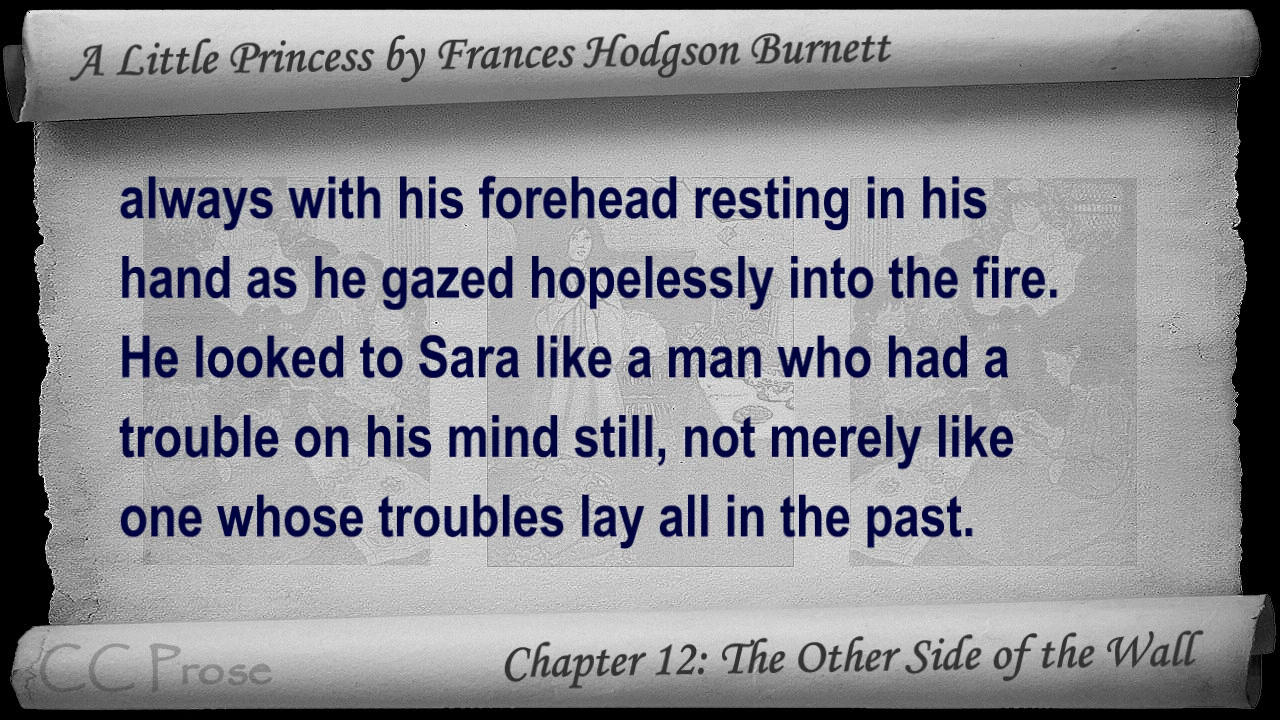 A Little Princess by Frances Hodgson Burnett
always with his forehead resting in his
hand as he gazed hopelessly into the fire.
He looked to Sara like a man who had a
trouble on his mind still, not merely like
one whose troubles lay all in the past.
CC Prose
Chapter 12: The Other Side of the Wall